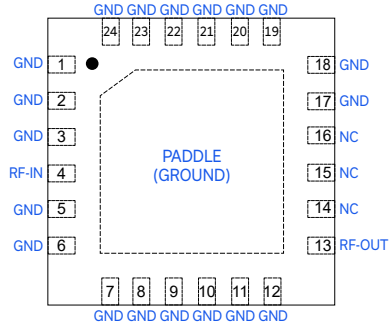 GND GND GND GND GND GND
24 23 22 21 20 19
GND 1 18 GND
GND 2 17 GND
GND 3 16 NC
RF-IN 4 PADDLE 15 NC
(GROUND)
GND 5 14 NC
GND 6 13 RF-OUT
7 8 9 10 11 12
GND GND GND GND GND GND